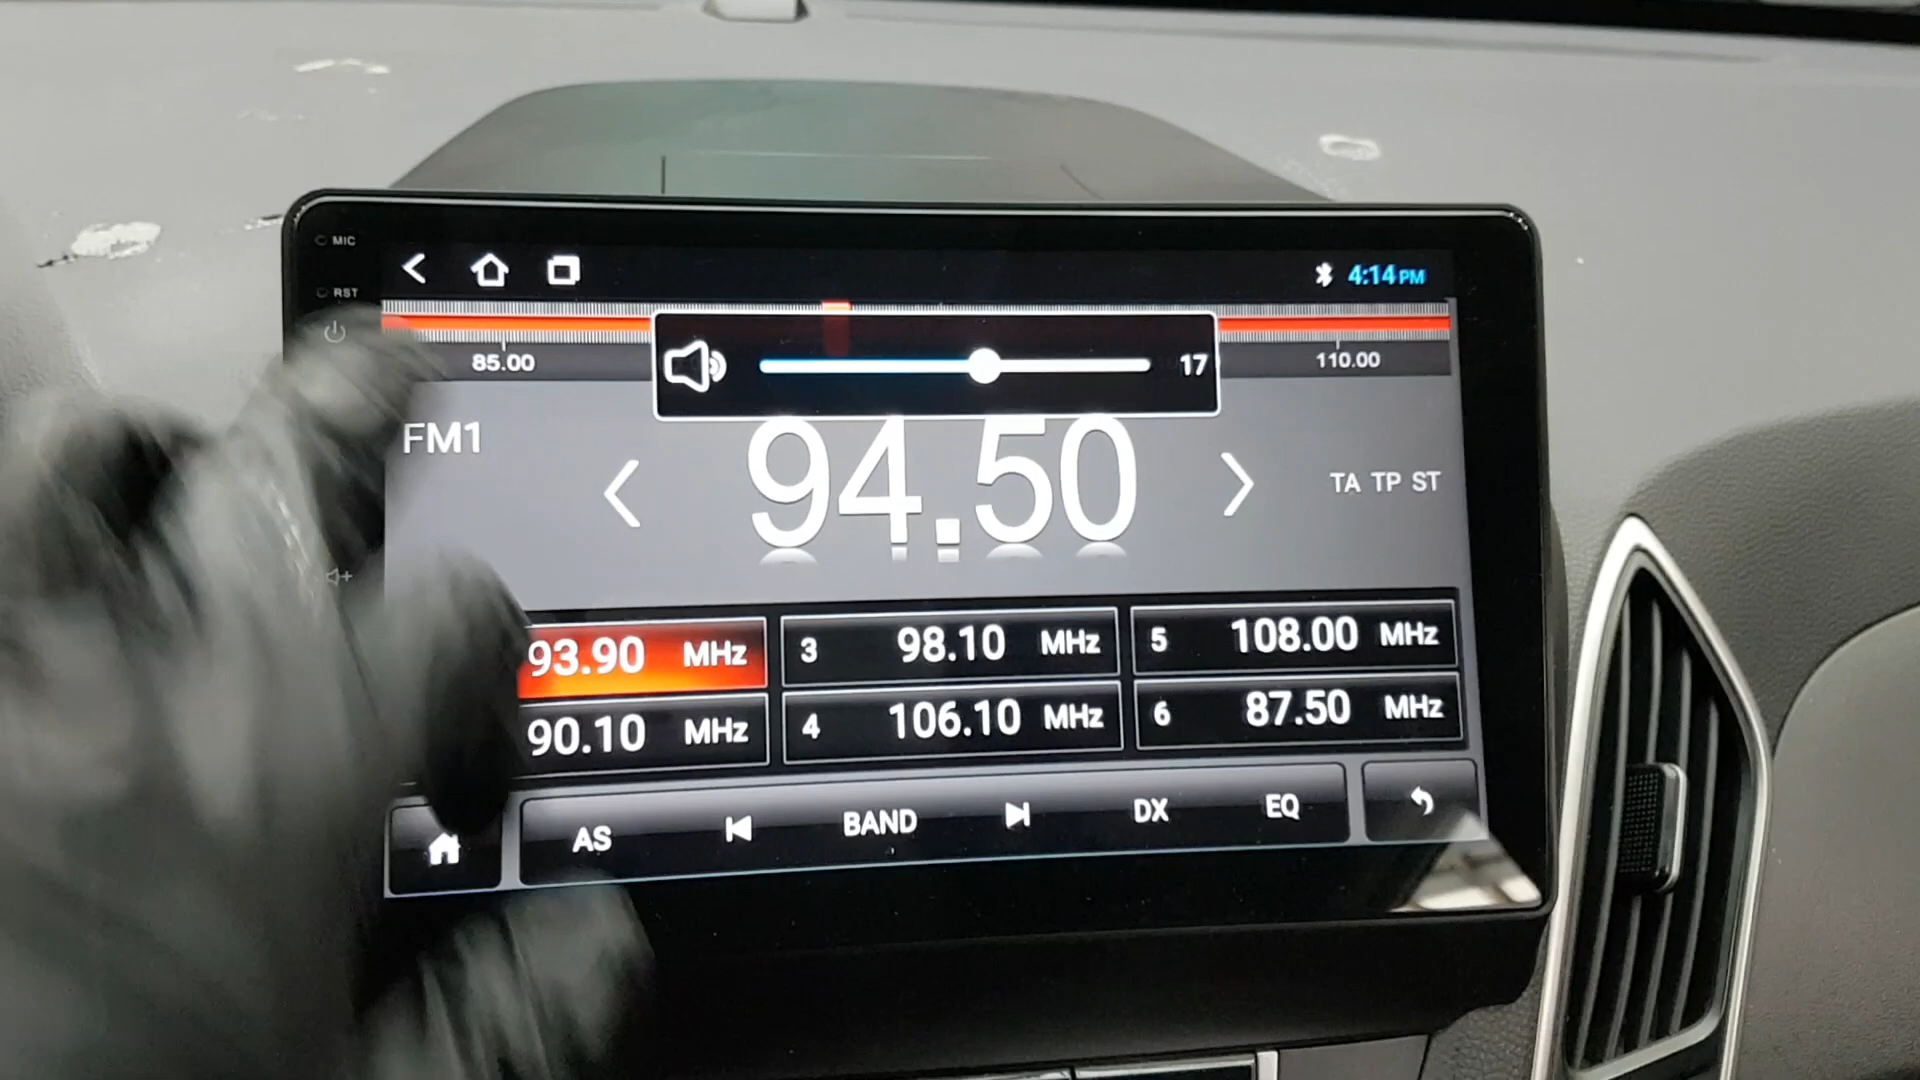 MIC
4:14 PM
RST
85.00
17
110.00
FM1
94.50
TA TP ST
93.90 MHz
3 98.10 MHz
5 108.00 MHz
90.10 MHz
4 106.10 MHz
6 87.50 MHz
AS
BAND
DX
EQ